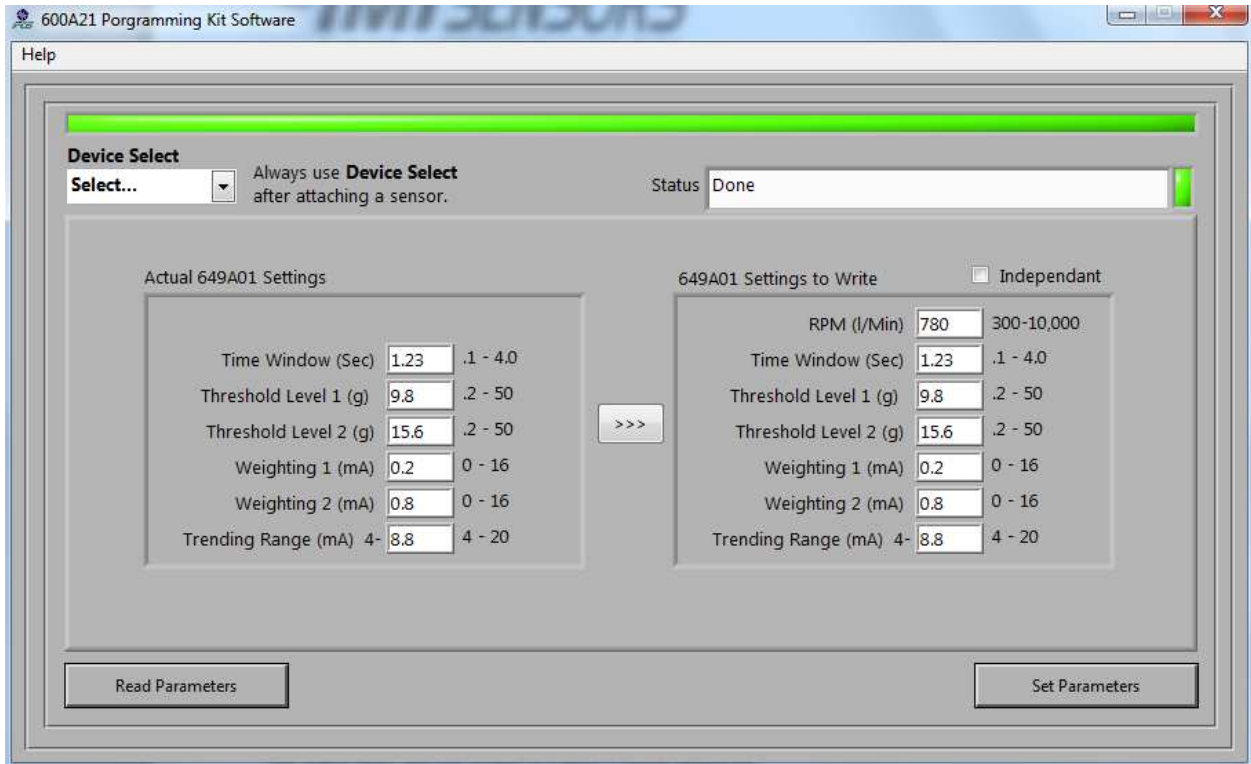 IMI SENSORS
PCB 600A21 Porgramming Kit Software
Help
Device Select
Select...
Always use Device Select
after attaching a sensor.
Status Done
Actual 649A01 Settings
Time Window (Sec) 1.23 .1 - 4.0
Threshold Level 1 (g) 9.8 .2 - 50
Threshold Level 2 (g) 15.6 .2 - 50
Weighting 1 (mA) 0.2 0 - 16
Weighting 2 (mA) 0.8 0 - 16
Trending Range (mA) 4- 8.8 4 - 20
>>>
649A01 Settings to Write Independant
RPM (l/Min) 780 300-10,000
Time Window (Sec) 1.23 .1 - 4.0
Threshold Level 1 (g) 9.8 .2 - 50
Threshold Level 2 (g) 15.6 .2 - 50
Weighting 1 (mA) 0.2 0 - 16
Weighting 2 (mA) 0.8 0 - 16
Trending Range (mA) 4- 8.8 4 - 20
Read Parameters
Set Parameters